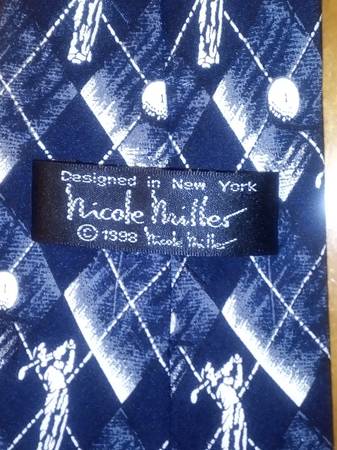 Designed in New York
Nicole Miller
© 1998 Nicole Miller